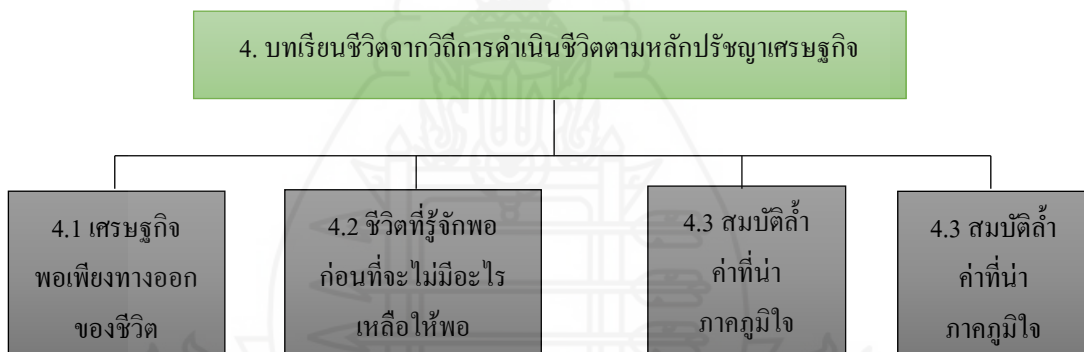 4. บทเรียนชีวิตจากวิถีการดำเนินชีวิตตามหลักปรัชญาเศรษฐกิจ
4.1 เศรษฐกิจ
พอเพียงทางออก
ของชีวิต
4.2 ชีวิตที่รู้จักพอ
ก่อนที่จะไม่มีอะไร
เหลือให้พอ
4.3 สมบัติล้ำ
ค่าที่น่า
ภาคภูมิใจ
4.3 สมบัติล้ำ
ค่าที่น่า
ภาคภูมิใจ